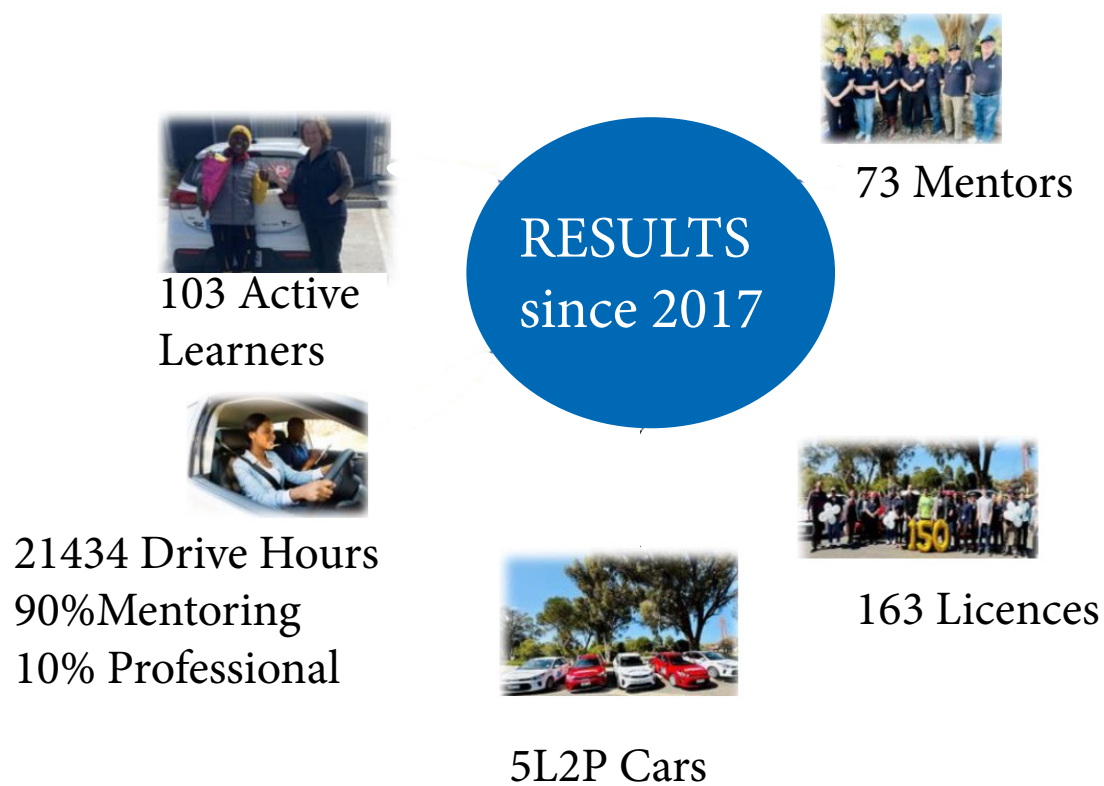 RESULTS
since 2017
73 Mentors
103 Active
Learners
21434 Drive Hours
90%Mentoring
10% Professional
150
163 Licences
5L2P Cars